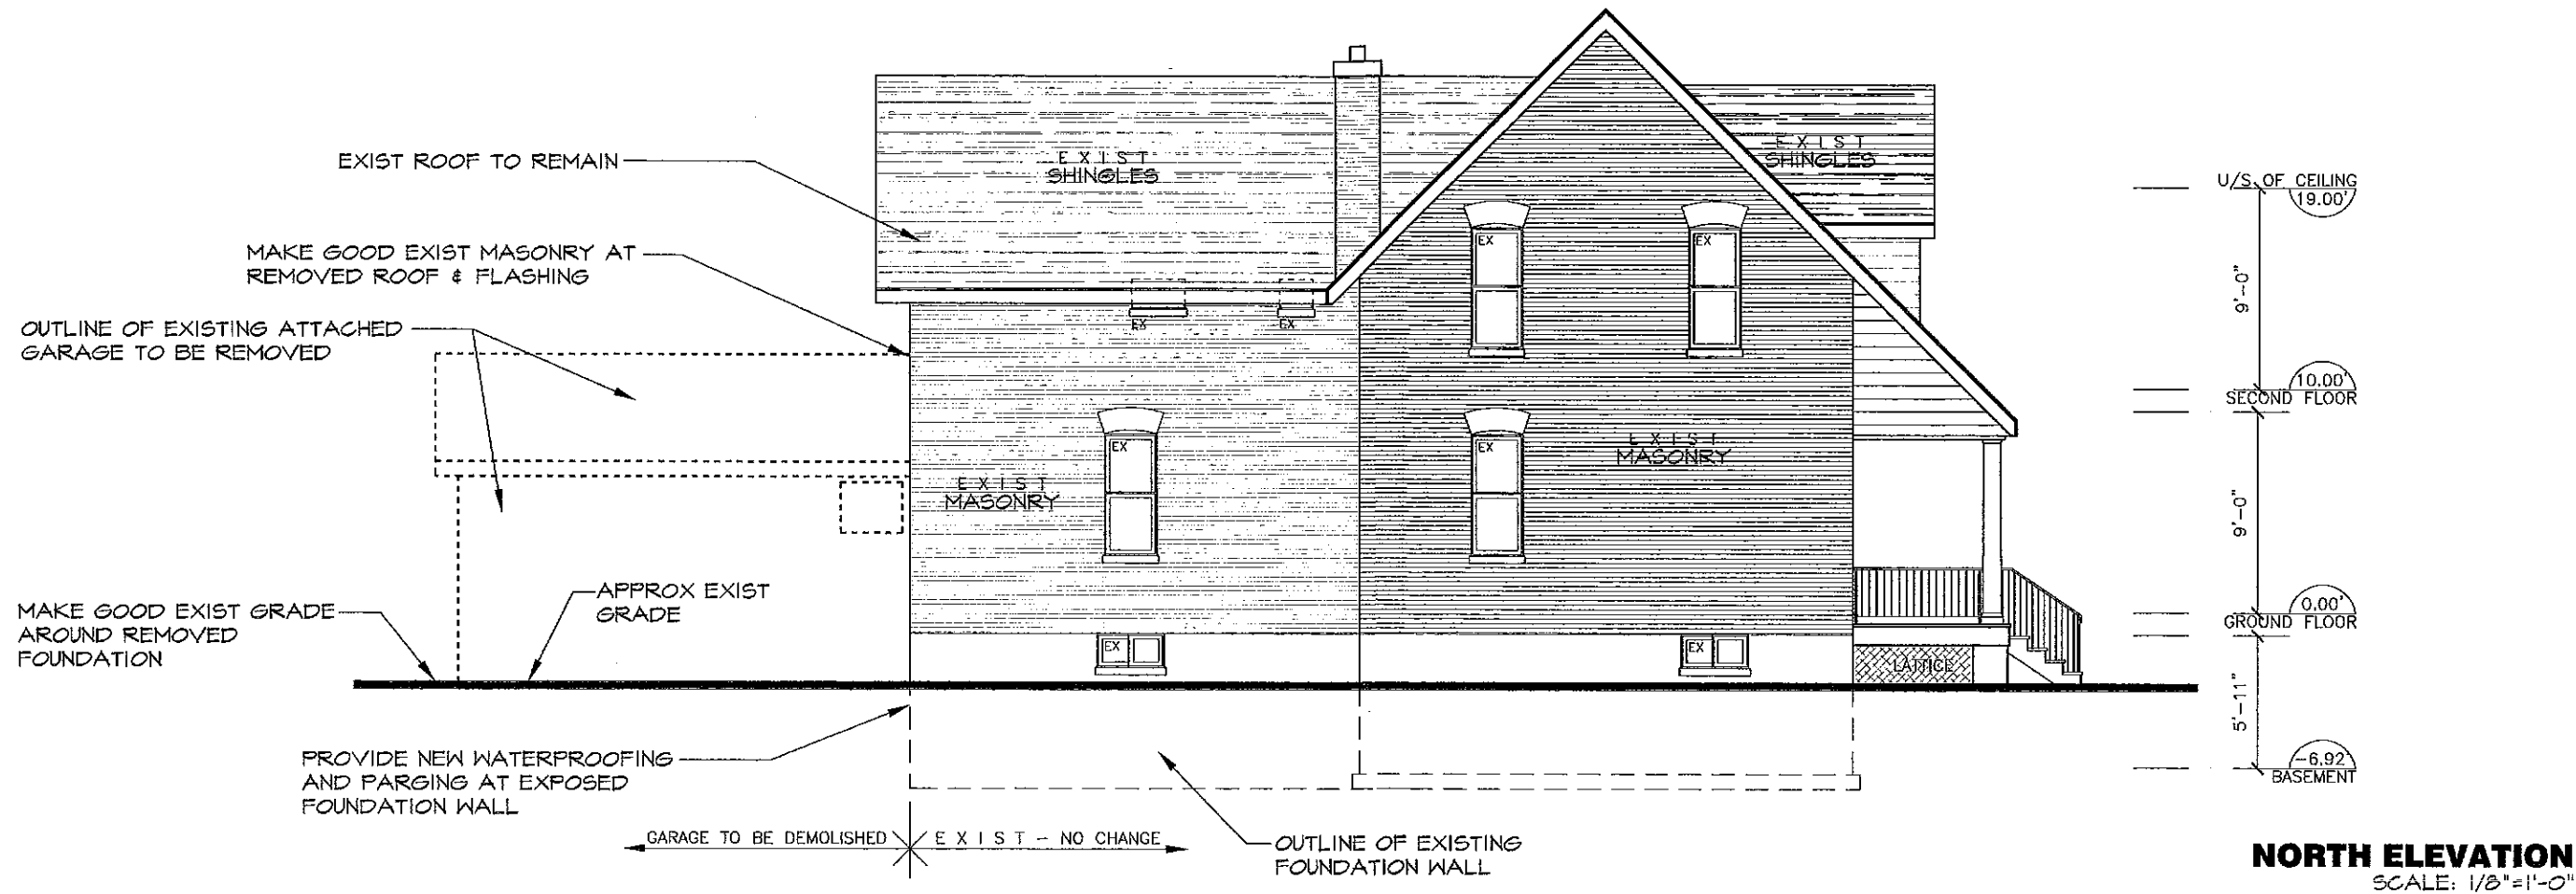 EXIST ROOF TO REMAIN
MAKE GOOD EXIST MASONRY AT
REMOVED ROOF & FLASHING
OUTLINE OF EXISTING ATTACHED
GARAGE TO BE REMOVED
MAKE GOOD EXIST GRADE
AROUND REMOVED
FOUNDATION
APPROX EXIST
GRADE
PROVIDE NEW WATERPROOFING
AND PARGING AT EXPOSED
FOUNDATION WALL
GARAGE TO BE DEMOLISHED
EXIST - NO CHANGE
OUTLINE OF EXISTING
FOUNDATION WALL
EXIST
SHINGLES
EXIST
SHINGLES
EX
EX
EX
EX
EX
EX
EXIST
MASONRY
EXIST
MASONRY
EX
EX
LATTICE
U/S OF CEILING
19.00'
9'-0"
10.00'
SECOND FLOOR
9'-0"
0.00'
GROUND FLOOR
5'-11"
-6.92'
BASEMENT
NORTH ELEVATION
SCALE: 1/8"=1'-0"